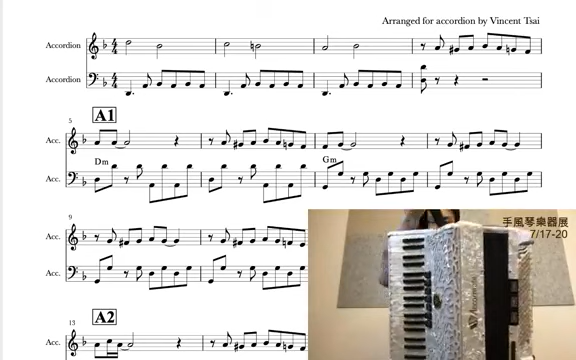 Arranged for accordion by Vincent Tsai
Accordion
Accordion
5
A1
Acc.
Dm
Gm
Acc.
手風琴樂器展
7/17-20
9
Acc.
Acc.
13
A2
Acc.